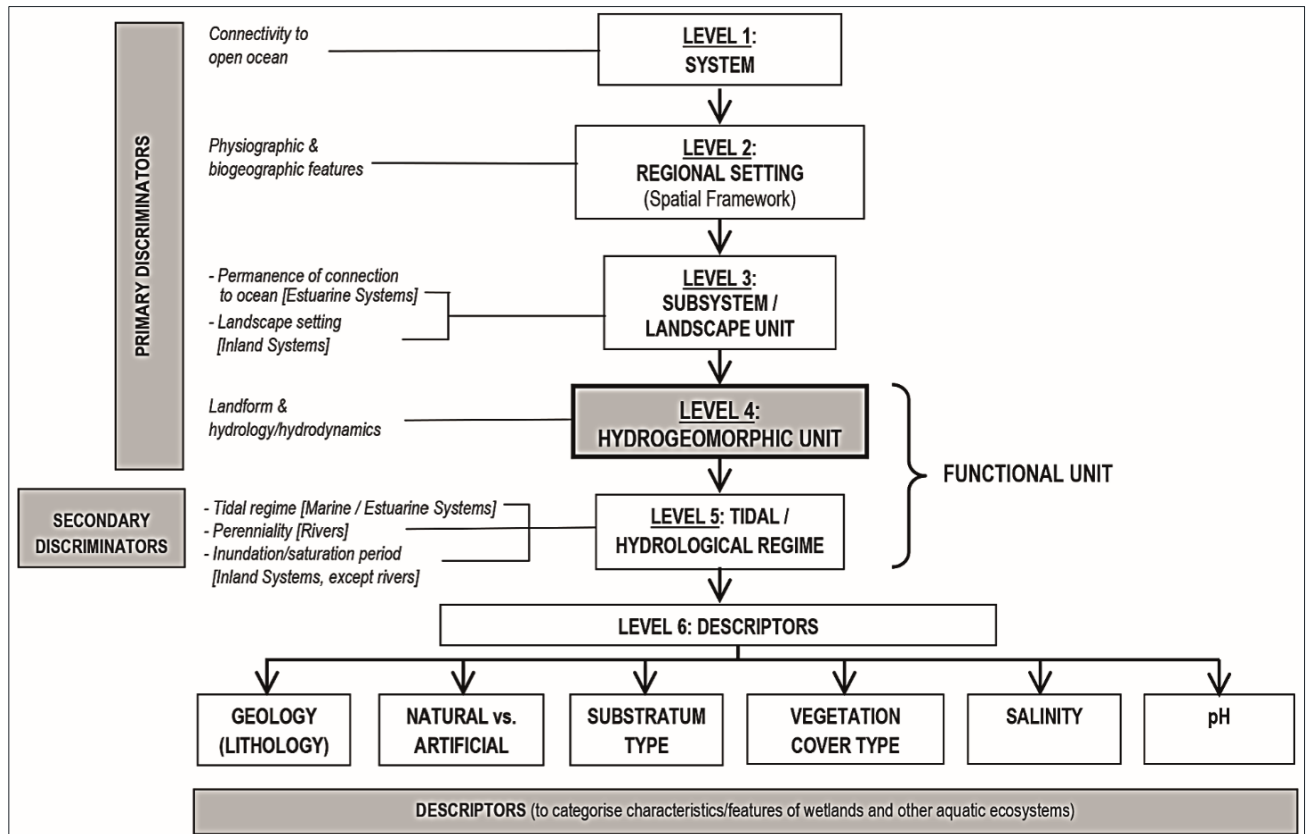 PRIMARY DISCRIMINATORS
Connectivity to
open ocean
LEVEL 1:
SYSTEM
Physiographic &
biogeographic features
LEVEL 2:
REGIONAL SETTING
(Spatial Framework)
- Permanence of connection
to ocean [Estuarine Systems]
- Landscape setting
[Inland Systems]
LEVEL 3:
SUBSYSTEM /
LANDSCAPE UNIT
Landform &
hydrology/hydrodynamics
LEVEL 4:
HYDROGEOMORPHIC UNIT
FUNCTIONAL UNIT
SECONDARY
DISCRIMINATORS
- Tidal regime [Marine / Estuarine Systems]
- Perenniality [Rivers]
- Inundation/saturation period
[Inland Systems, except rivers]
LEVEL 5: TIDAL /
HYDROLOGICAL REGIME
LEVEL 6: DESCRIPTORS
GEOLOGY
(LITHOLOGY)
NATURAL vs.
ARTIFICIAL
SUBSTRATUM
TYPE
VEGETATION
COVER TYPE
SALINITY
pH
DESCRIPTORS (to categorise characteristics/features of wetlands and other aquatic ecosystems)